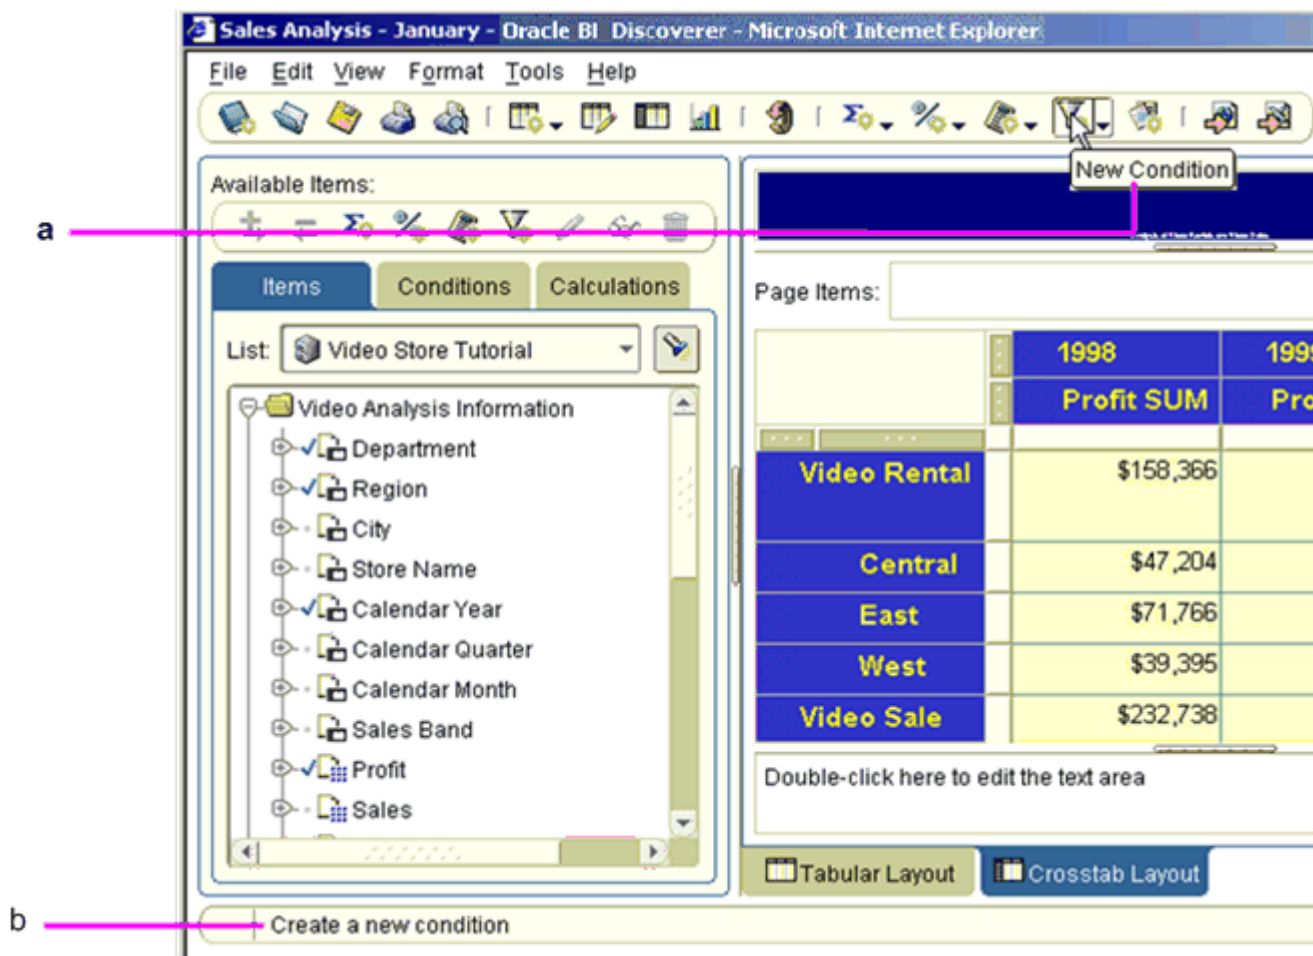 Sales Analysis - January - Oracle BI Discoverer - Microsoft Internet Explorer
File Edit View Format Tools Help
New Condition
Available Items:
a
Items Conditions Calculations
Page Items:
List: Video Store Tutorial
1998 199
Profit SUM Pro
Video Analysis Information
Department
Region
City
Store Name
Calendar Year
Calendar Quarter
Calendar Month
Sales Band
Profit
Sales
Video Rental $158,366
Central $47,204
East $71,766
West $39,395
Video Sale $232,738
Double-click here to edit the text area
Tabular Layout Crosstab Layout
b
Create a new condition